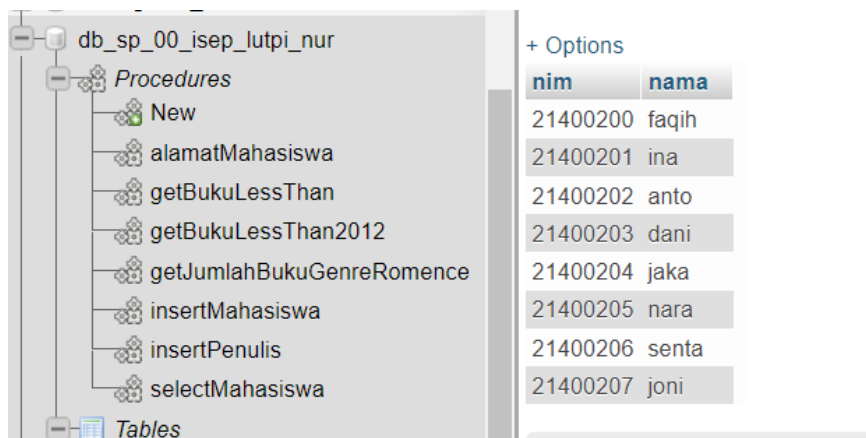 db_sp_00_isep_lutpi_nur
Procedures
New
alamatMahasiswa
getBukuLessThan
getBukuLessThan2012
getJumlahBukuGenreRomence
insertMahasiswa
insertPenulis
selectMahasiswa
Tables
+ Options
nim nama
21400200 faqih
21400201 ina
21400202 anto
21400203 dani
21400204 jaka
21400205 nara
21400206 senta
21400207 joni